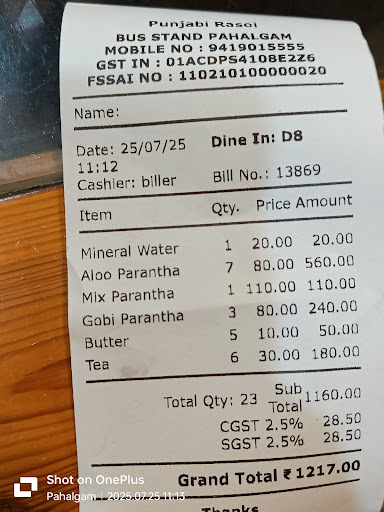 Punjabi Rasoi
BUS STAND PAHALGAM
MOBILE NO : 9419015555
GST IN : 01ACDPS4108E2Z6
FSSAI NO : 110210100000020
Name:
Date: 25/07/25 Dine In: D8
11:12
Cashier: biller Bill No.: 13869
Item Qty. Price Amount
Mineral Water 1 20.00 20.00
Aloo Parantha 7 80.00 560.00
Mix Parantha 1 110.00 110.00
Gobi Parantha 3 80.00 240.00
Butter 5 10.00 50.00
Tea 6 30.00 180.00
Total Qty: 23 Sub Total 1160.00
CGST 2.5% 28.50
SGST 2.5% 28.50
Grand Total ₹ 1217.00
Thanks
Shot on OnePlus
Pahalgam | 2025.07.25 11:13